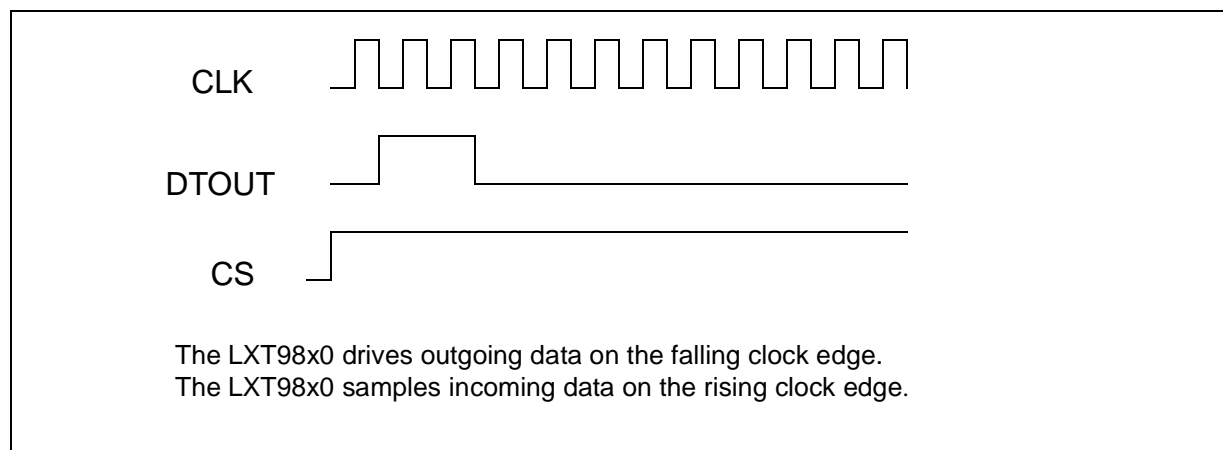 CLK
DTOUT
CS
The LXT98x0 drives outgoing data on the falling clock edge.
The LXT98x0 samples incoming data on the rising clock edge.